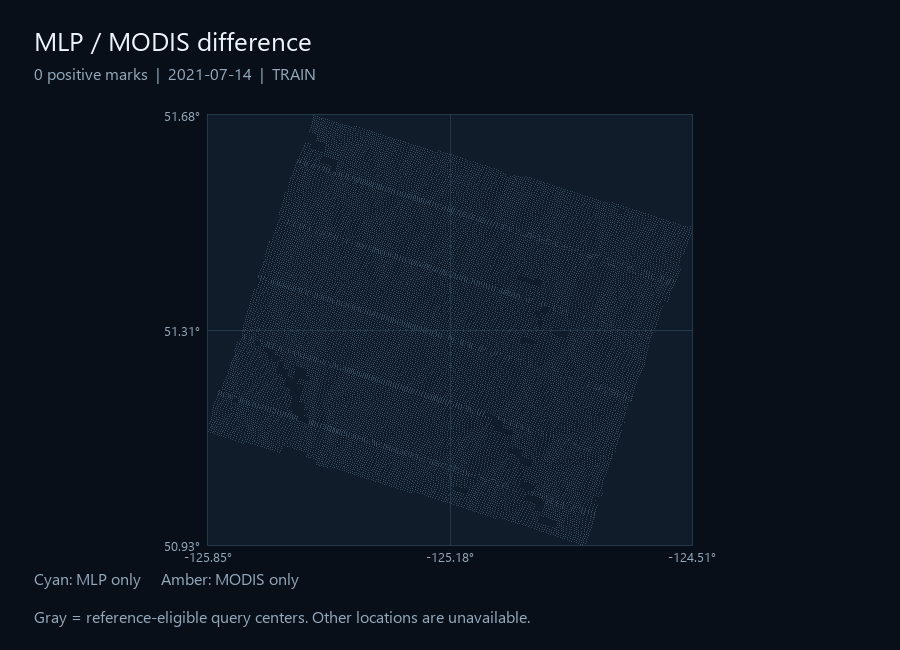 MLP / MODIS difference
0 positive marks | 2021-07-14 | TRAIN
51.68°
51.31°
50.93°
-125.85° -125.18° -124.51°
Cyan: MLP only Amber: MODIS only
Gray = reference-eligible query centers. Other locations are unavailable.